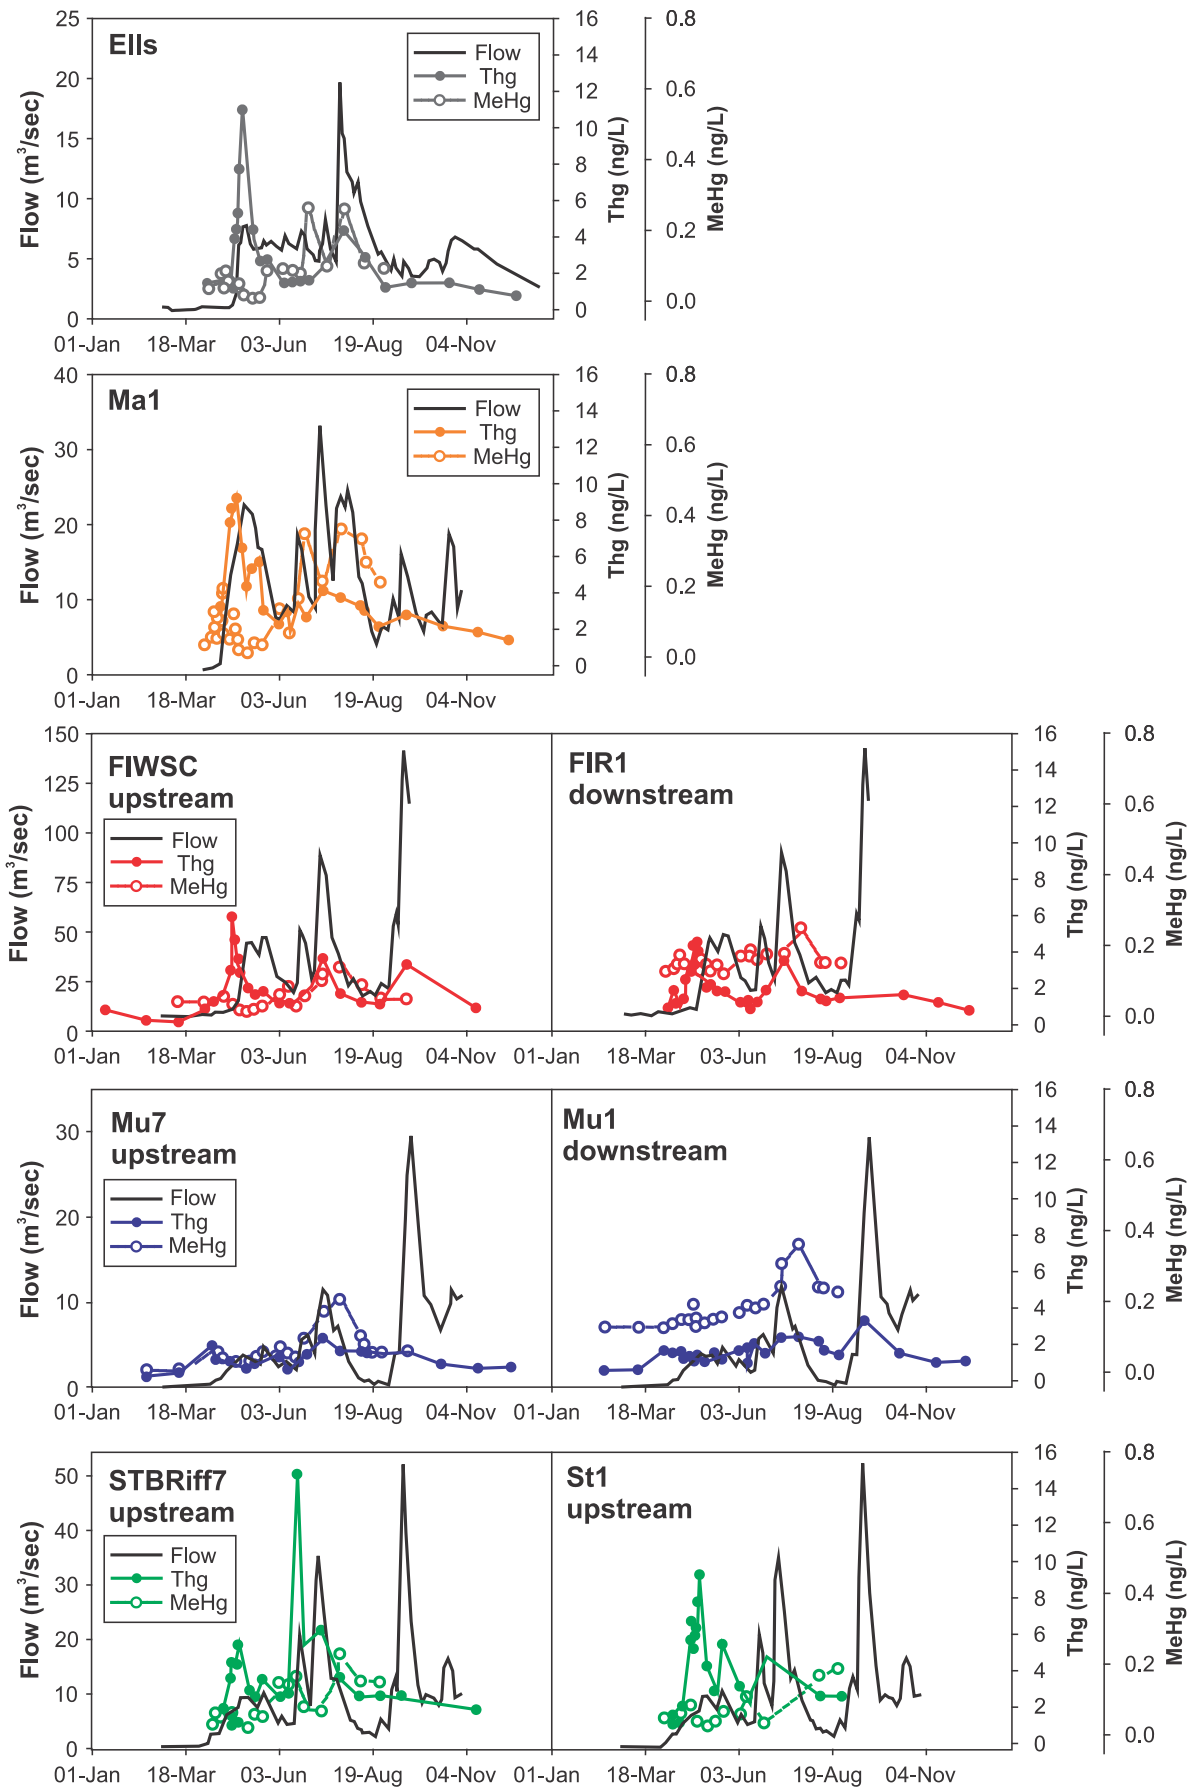 Ells
Flow
Thg
MeHg
Flow (m³/sec)
25
20
15
10
5
0
01-Jan 18-Mar 03-Jun 19-Aug 04-Nov
16
14
12
10
8
6
4
2
0
Thg (ng/L)
0.8
0.6
0.4
0.2
0.0
MeHg (ng/L)
Ma1
Flow
Thg
MeHg
Flow (m³/sec)
40
30
20
10
0
01-Jan 18-Mar 03-Jun 19-Aug 04-Nov
16
14
12
10
8
6
4
2
0
Thg (ng/L)
0.8
0.6
0.4
0.2
0.0
MeHg (ng/L)
FIWSC
upstream
Flow
Thg
MeHg
Flow (m³/sec)
150
125
100
75
50
25
0
01-Jan 18-Mar 03-Jun 19-Aug 04-Nov 01-Jan 18-Mar 03-Jun 19-Aug 04-Nov
FIR1
downstream
16
14
12
10
8
6
4
2
0
Thg (ng/L)
0.8
0.6
0.4
0.2
0.0
MeHg (ng/L)
Mu7
upstream
Flow
Thg
MeHg
Flow (m³/sec)
30
20
10
0
01-Jan 18-Mar 03-Jun 19-Aug 04-Nov 01-Jan 18-Mar 03-Jun 19-Aug 04-Nov
Mu1
downstream
16
14
12
10
8
6
4
2
0
Thg (ng/L)
0.8
0.6
0.4
0.2
0.0
MeHg (ng/L)
STBRiff7
upstream
Flow
Thg
MeHg
Flow (m³/sec)
50
40
30
20
10
0
01-Jan 18-Mar 03-Jun 19-Aug 04-Nov 01-Jan 18-Mar 03-Jun 19-Aug 04-Nov
St1
upstream
16
14
12
10
8
6
4
2
0
Thg (ng/L)
0.8
0.6
0.4
0.2
0.0
MeHg (ng/L)